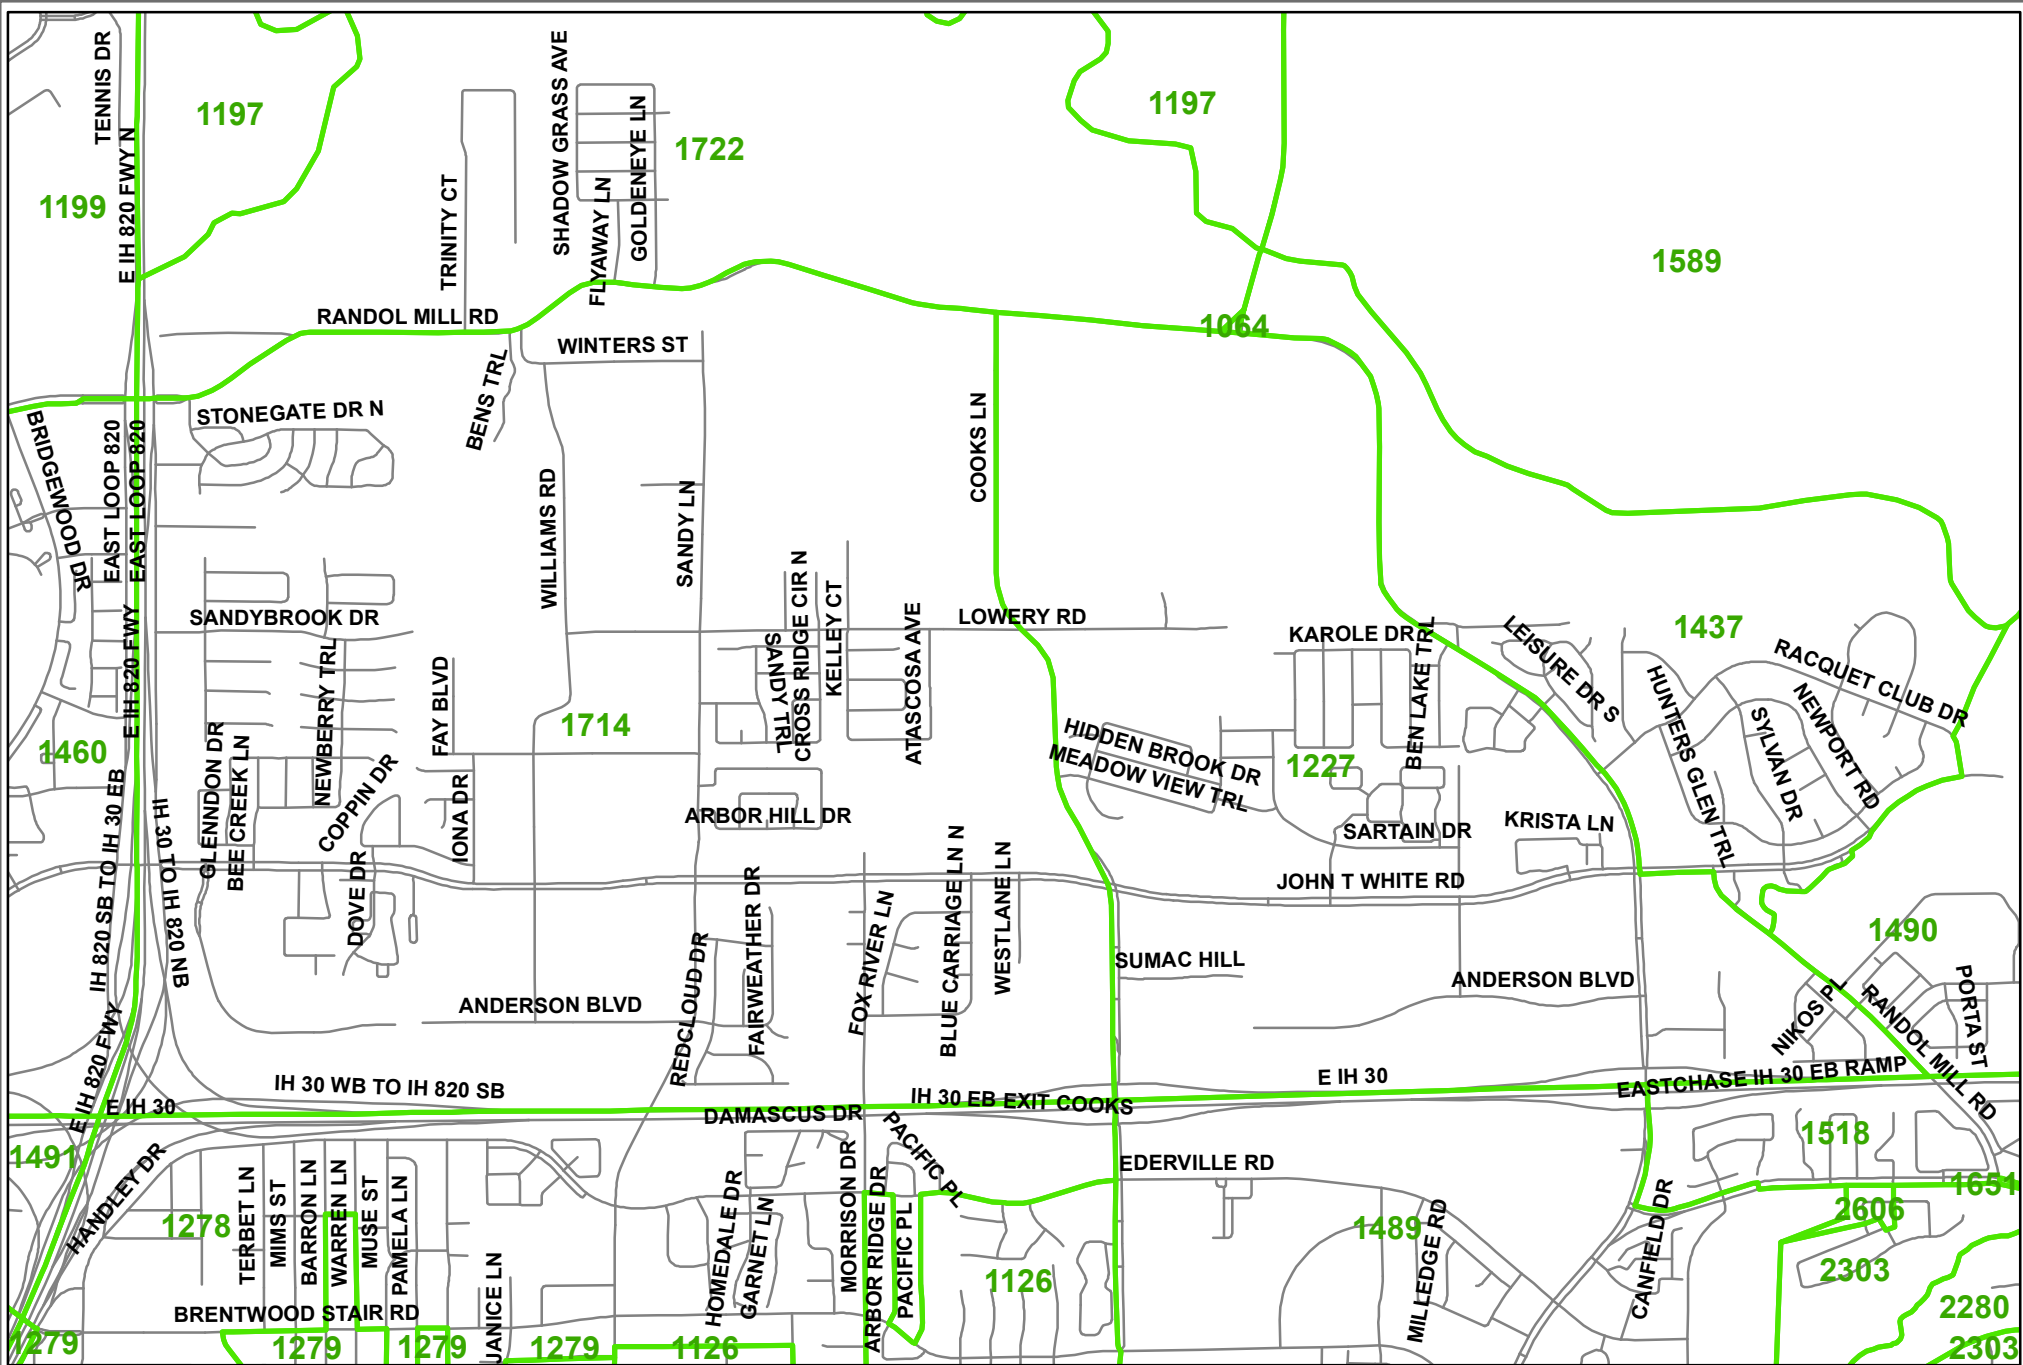 TENNIS DR
1197
SHADOW GRASS AVE
GOLDENEYE LN
1722
1197
E IH 820 FWY N
1199
TRINITY CT
FLYAWAY LN
1589
RANDOL MILL RD
1064
WINTERS ST
BENS TRL
STONEGATE DR N
COOKS LN
BRIDGEWOOD DR
EAST LOOP 820
EAST LOOP 820
WILLIAMS RD
SANDY LN
SANDYBROOK DR
CROSS RIDGE CIR N
KELLEY CT
ATASCOSA AVE
LOWERY RD
KAROLE DR
BEN LAKE TRL
LEISURE DR S
1437
RACQUET CLUB DR
E IH 820 FWY
NEWBERRY TRL
FAY BLVD
1714
SANDY TRL
HUNTERS GLEN TRL
NEWPORT RD
SYLVAN DR
1460
GLENNDON DR
BEE CREEK LN
COPPIN DR
IONA DR
HIDDEN BROOK DR
MEADOW VIEW TRL
1227
ARBOR HILL DR
SARTAIN DR
KRISTA LN
IH 820 SB TO IH 30 EB
IH 30 TO IH 820 NB
DOVE DR
JOHN T WHITE RD
FAIRWEATHER DR
FOX RIVER LN
BLUE CARRIAGE LN N
WESTLANE LN
REDCLOUD DR
SUMAC HILL
ANDERSON BLVD
ANDERSON BLVD
1490
PORTA ST
NIKOS PL
RANDOL MILL RD
E IH 820 FWY
IH 30 WB TO IH 820 SB
E IH 30
EASTCHASE IH 30 EB RAMP
E IH 30
DAMASCUS DR
IH 30 EB EXIT COOKS
1491
HANDLEY DR
PACIFIC PL
EDERVILLE RD
1518
1651
2606
1278
TERBET LN
MIMS ST
BARRON LN
WARREN LN
MUSE ST
PAMELA LN
JANICE LN
HOMEDALE DR
GARNET LN
MORRISON DR
ARBOR RIDGE DR
PACIFIC PL
1126
1489
MILLEDGE RD
CANFIELD DR
2303
2280
BRENTWOOD STAIR RD
1279
1279
1279
1279
1126
2303